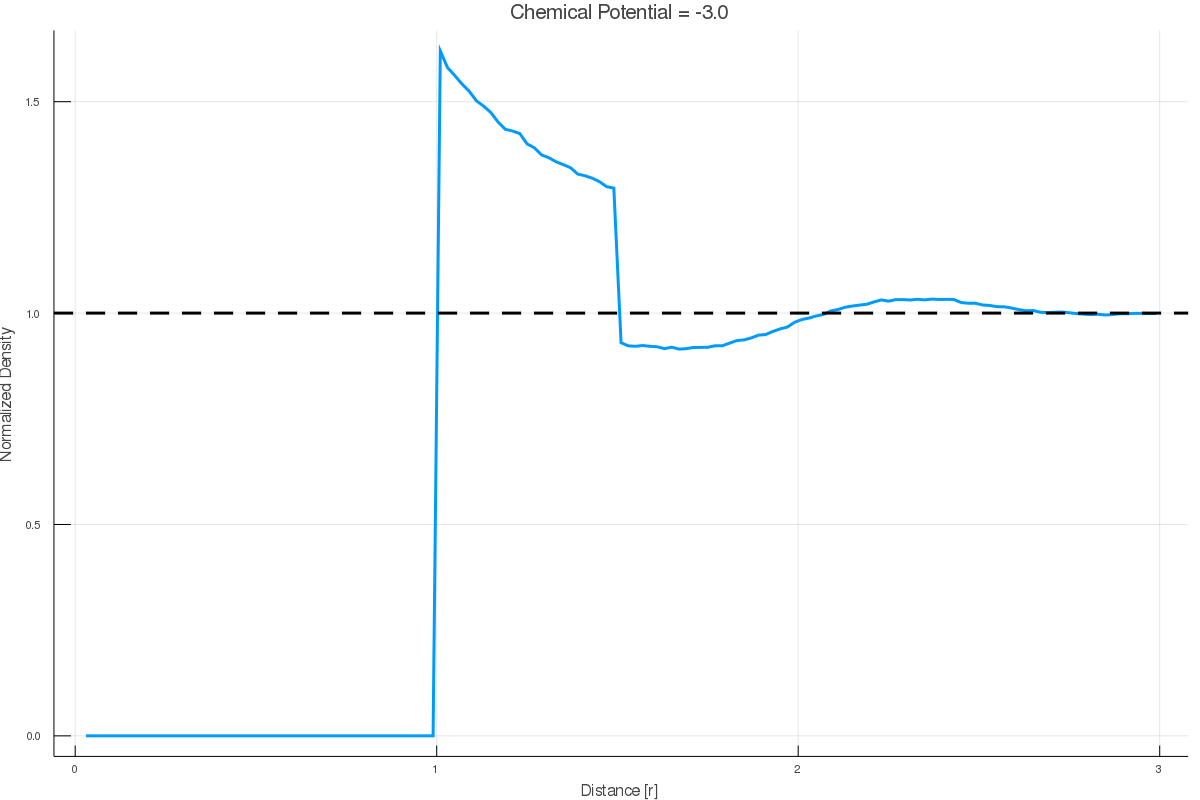 Chemical Potential = -3.0
Normalized Density
1.5
1.0
0.5
0.0
0
1
2
3
Distance [r]